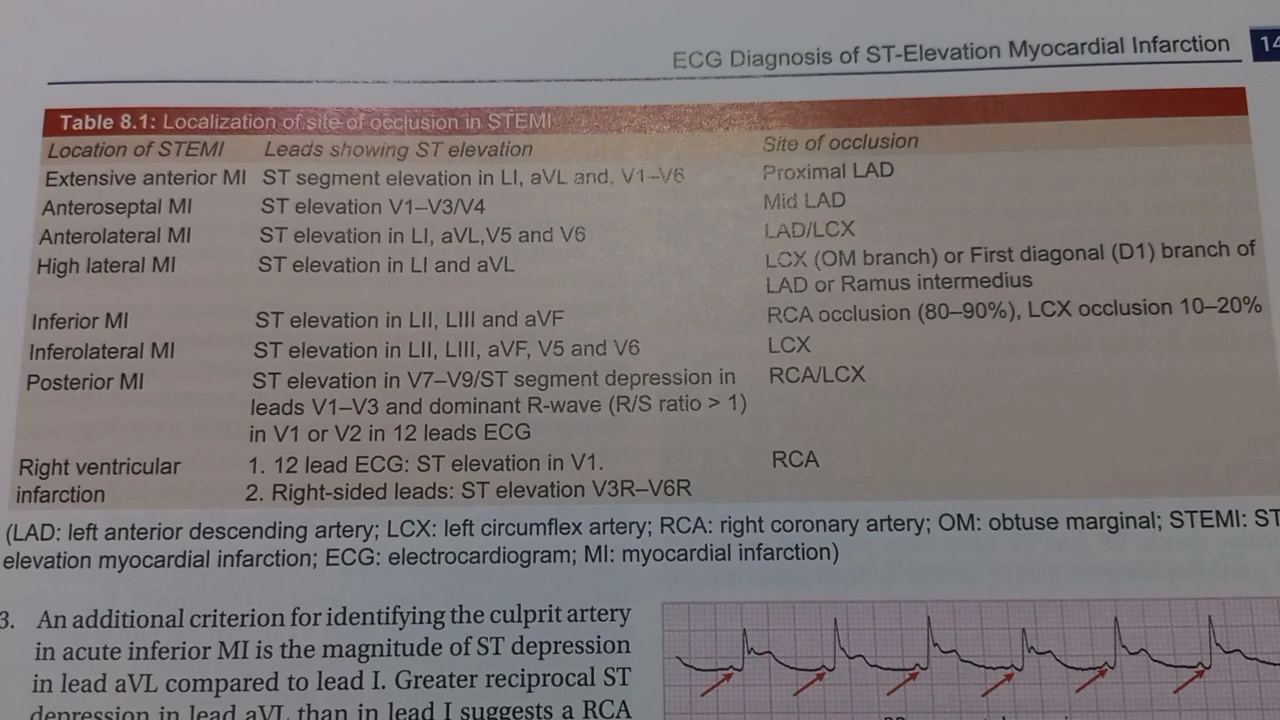 ECG Diagnosis of ST-Elevation Myocardial Infarction
Table 8.1: Localization of site of occlusion in STEMI
Location of STEMI Leads showing ST elevation Site of occlusion
Extensive anterior MI ST segment elevation in LI, aVL and, V1–V6 Proximal LAD
Anteroseptal MI ST elevation V1–V3/V4 Mid LAD
Anterolateral MI ST elevation in LI, aVL,V5 and V6 LAD/LCX
High lateral MI ST elevation in LI and aVL LCX (OM branch) or First diagonal (D1) branch of
LAD or Ramus intermedius
Inferior MI ST elevation in LII, LIII and aVF RCA occlusion (80–90%), LCX occlusion 10–20%
Inferolateral MI ST elevation in LII, LIII, aVF, V5 and V6 LCX
Posterior MI ST elevation in V7–V9/ST segment depression in RCA/LCX
leads V1–V3 and dominant R-wave (R/S ratio > 1)
in V1 or V2 in 12 leads ECG
Right ventricular 1. 12 lead ECG: ST elevation in V1. RCA
infarction 2. Right-sided leads: ST elevation V3R–V6R
(LAD: left anterior descending artery; LCX: left circumflex artery; RCA: right coronary artery; OM: obtuse marginal; STEMI: ST
elevation myocardial infarction; ECG: electrocardiogram; MI: myocardial infarction)
3. An additional criterion for identifying the culprit artery
in acute inferior MI is the magnitude of ST depression
in lead aVL compared to lead I. Greater reciprocal ST
depression in lead aVL than in lead I suggests a RCA